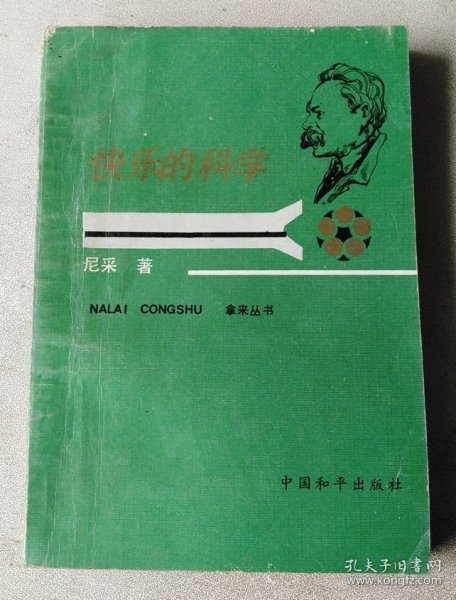 快乐的科学
尼采 著
NALAI CONGSHU 拿来丛书
中国和平出版社
孔夫子旧書网
www.kongfz.com